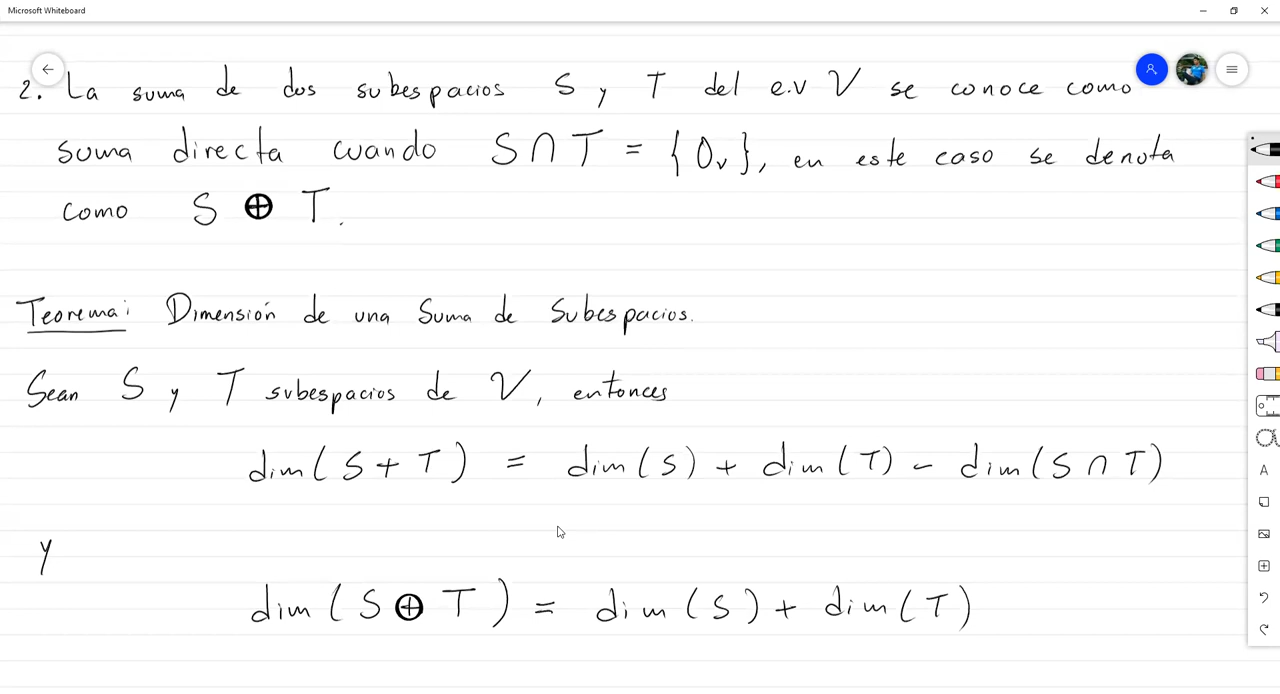 Microsoft Whiteboard
2. La suma de dos subespacios S y T del e.v V se conoce como
suma directa cuando S ∩ T = {0ᵥ}, en este caso se denota
como S ⊕ T.
Teorema: Dimensión de una Suma de Subespacios.
Sean S y T subespacios de V, entonces
dim(S + T) = dim(S) + dim(T) - dim(S ∩ T)
y
dim(S ⊕ T) = dim(S) + dim(T)
A